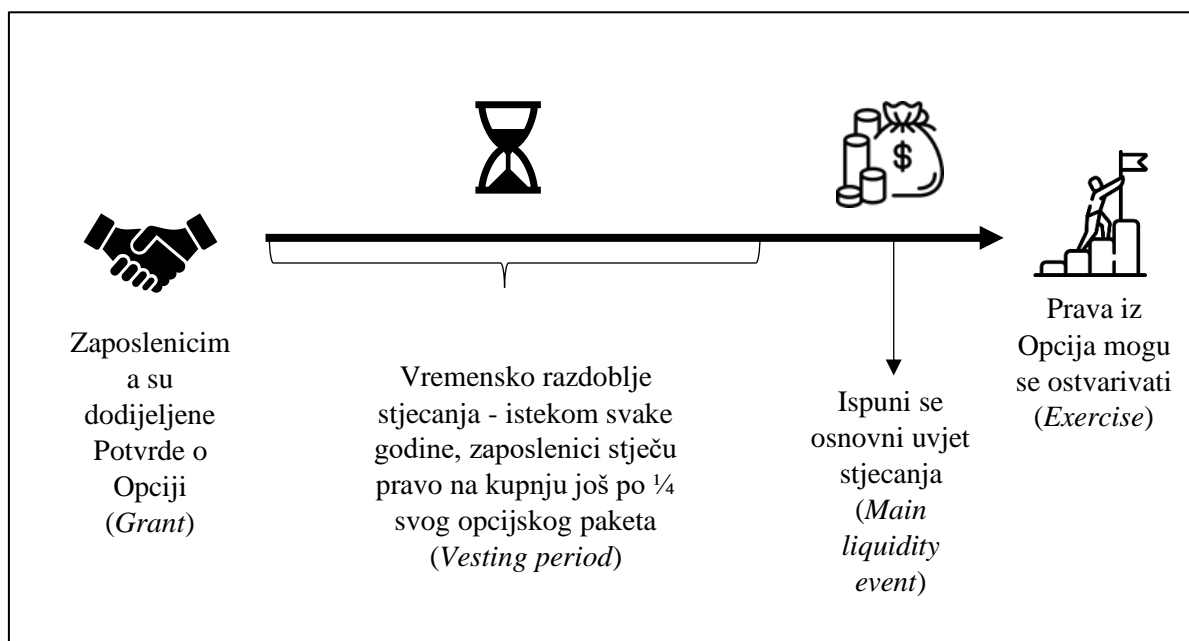 $
Zaposlenicim
a su
dodijeljene
Potvrde o
Opciji
(Grant)
Vremensko razdoblje
stjecanja - istekom svake
godine, zaposlenici stječu
pravo na kupnju još po ¼
svog opcijskog paketa
(Vesting period)
Ispuni se
osnovni uvjet
stjecanja
(Main
liquidity
event)
Prava iz
Opcija mogu
se ostvarivati
(Exercise)